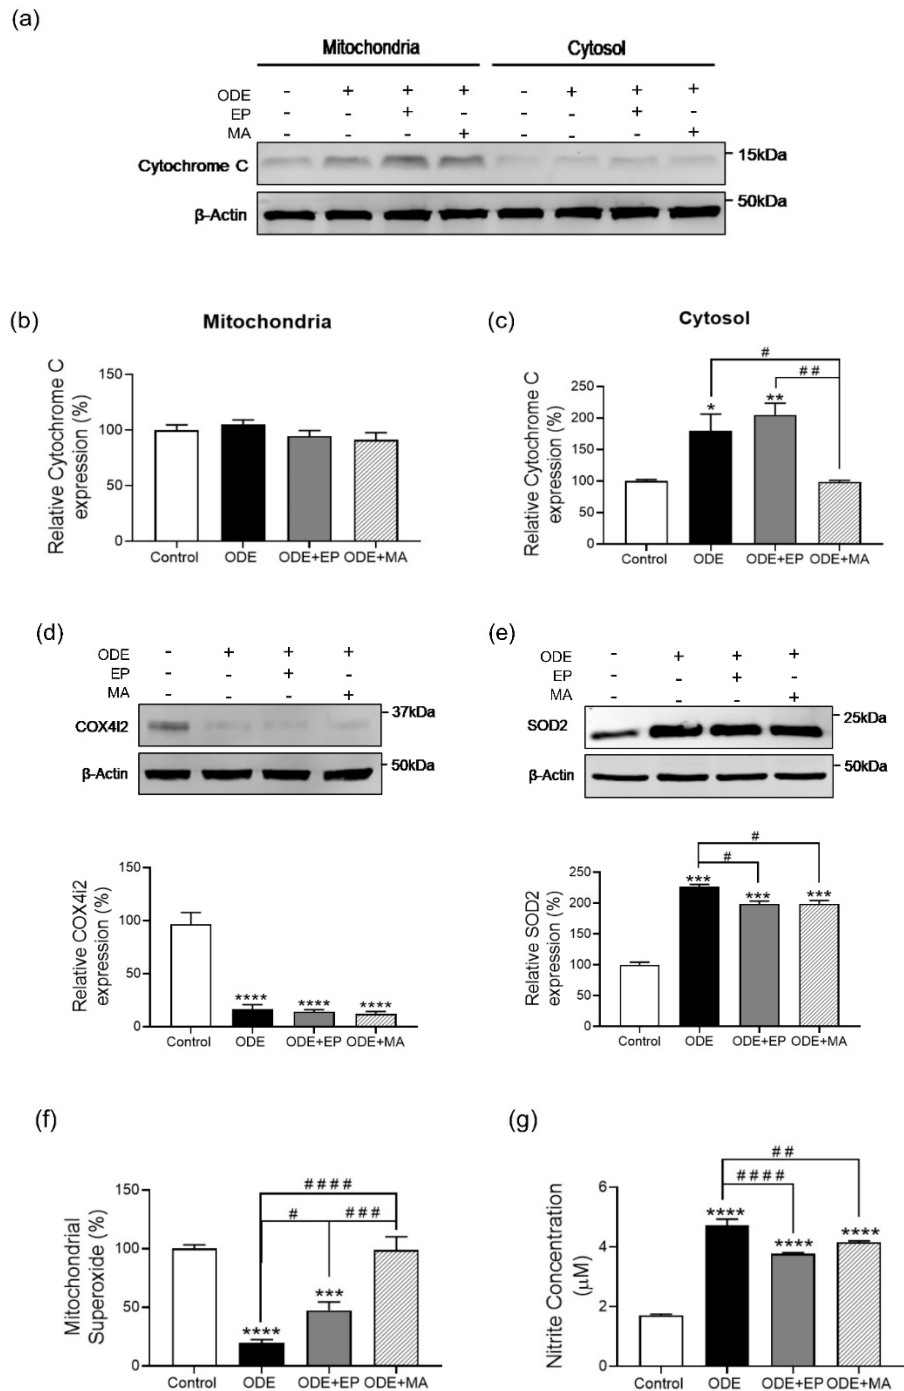 (a)
Mitochondria Cytosol
ODE - + + + - + + +
EP - - + - - - + -
MA - - - + - - - +
Cytochrome C 15kDa
β-Actin 50kDa
(b) Mitochondria
Relative Cytochrome C
expression (%)
150
100
50
0
Control ODE ODE+EP ODE+MA
(c) Cytosol
Relative Cytochrome C
expression (%)
250
200
150
100
50
0
#
# #
* **
Control ODE ODE+EP ODE+MA
(d)
ODE - + + +
EP - - + -
MA - - - +
COX4I2 37kDa
β-Actin 50kDa
Relative COX4i2
expression (%)
150
100
50
0
**** **** ****
Control ODE ODE+EP ODE+MA
(e)
ODE - + + +
EP - - + -
MA - - - +
SOD2 25kDa
β-Actin 50kDa
Relative SOD2
expression (%)
250
200
150
100
50
0
#
#
*** *** ***
Control ODE ODE+EP ODE+MA
(f)
Mitochondrial
Superoxide (%)
150
100
50
0
# # # #
# # # #
**** ***
Control ODE ODE+EP ODE+MA
(g)
Nitrite Concentration
(µM)
6
4
2
0
# #
# # # #
**** **** ****
Control ODE ODE+EP ODE+MA